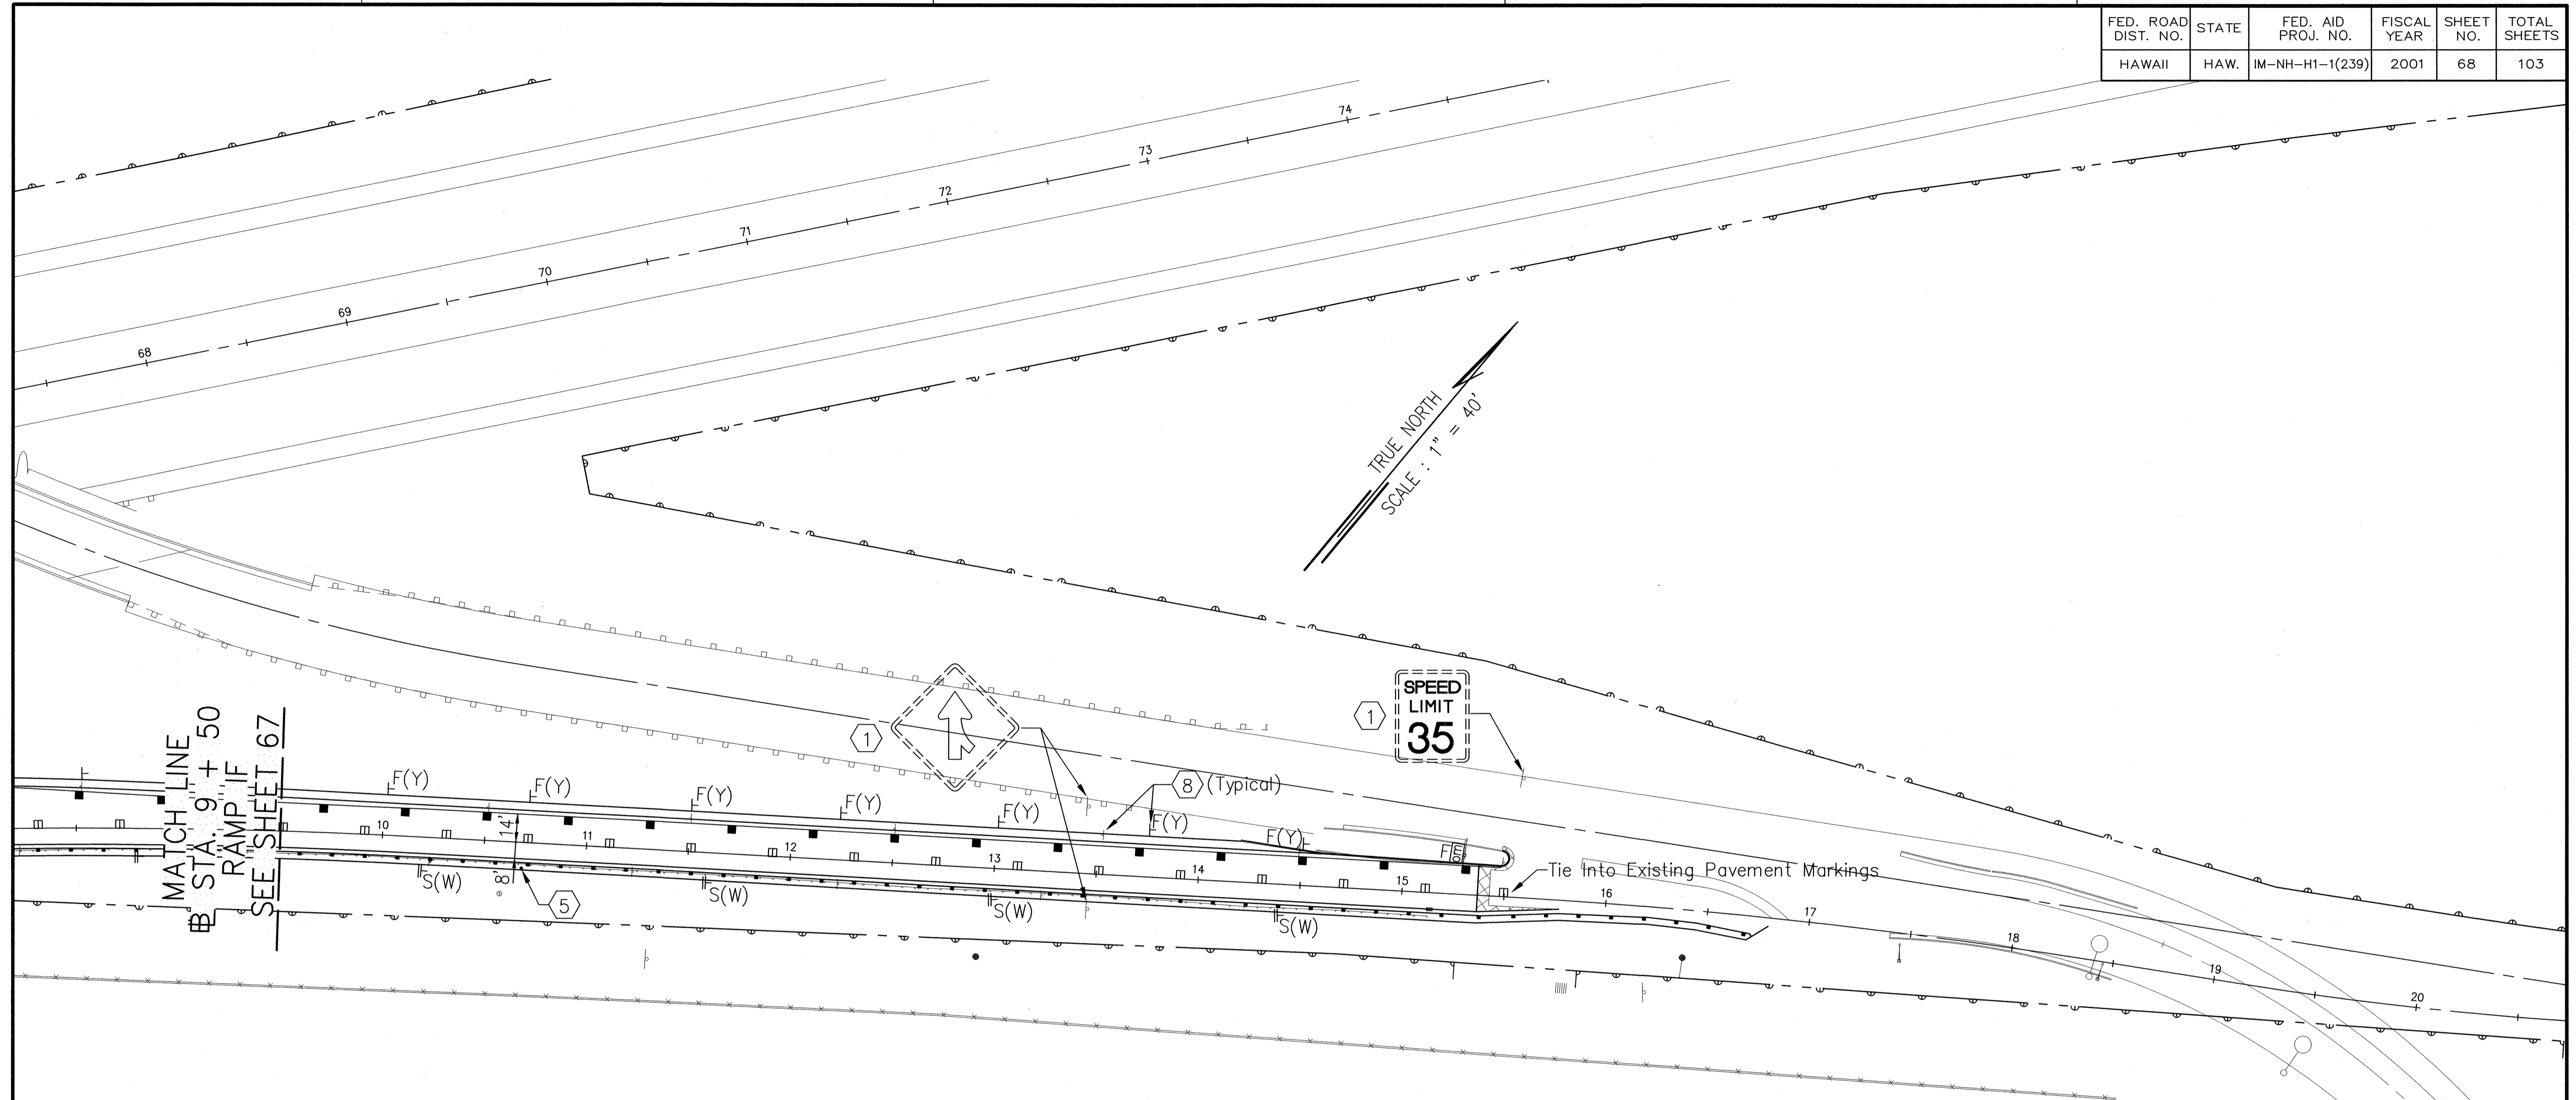 FED. ROAD DIST. NO.
STATE
FED. AID PROJ. NO.
FISCAL YEAR
SHEET NO.
TOTAL SHEETS
HAWAII
HAW.
IM-NH-H1-1(239)
2001
68
103
74
73
72
71
70
69
68
TRUE NORTH
SCALE : 1" = 40'
SPEED
LIMIT
35
1
1
MATCH LINE
B STA. 9 + 50
RAMP IF
SEE SHEET 67
F(Y)
F(Y)
F(Y)
F(Y)
F(Y)
F(Y)
F(Y)
8 (Typical)
14'
8'
5
10
11
12
13
14
15
16
17
18
19
20
S(W)
S(W)
S(W)
S(W)
Tie Into Existing Pavement Markings